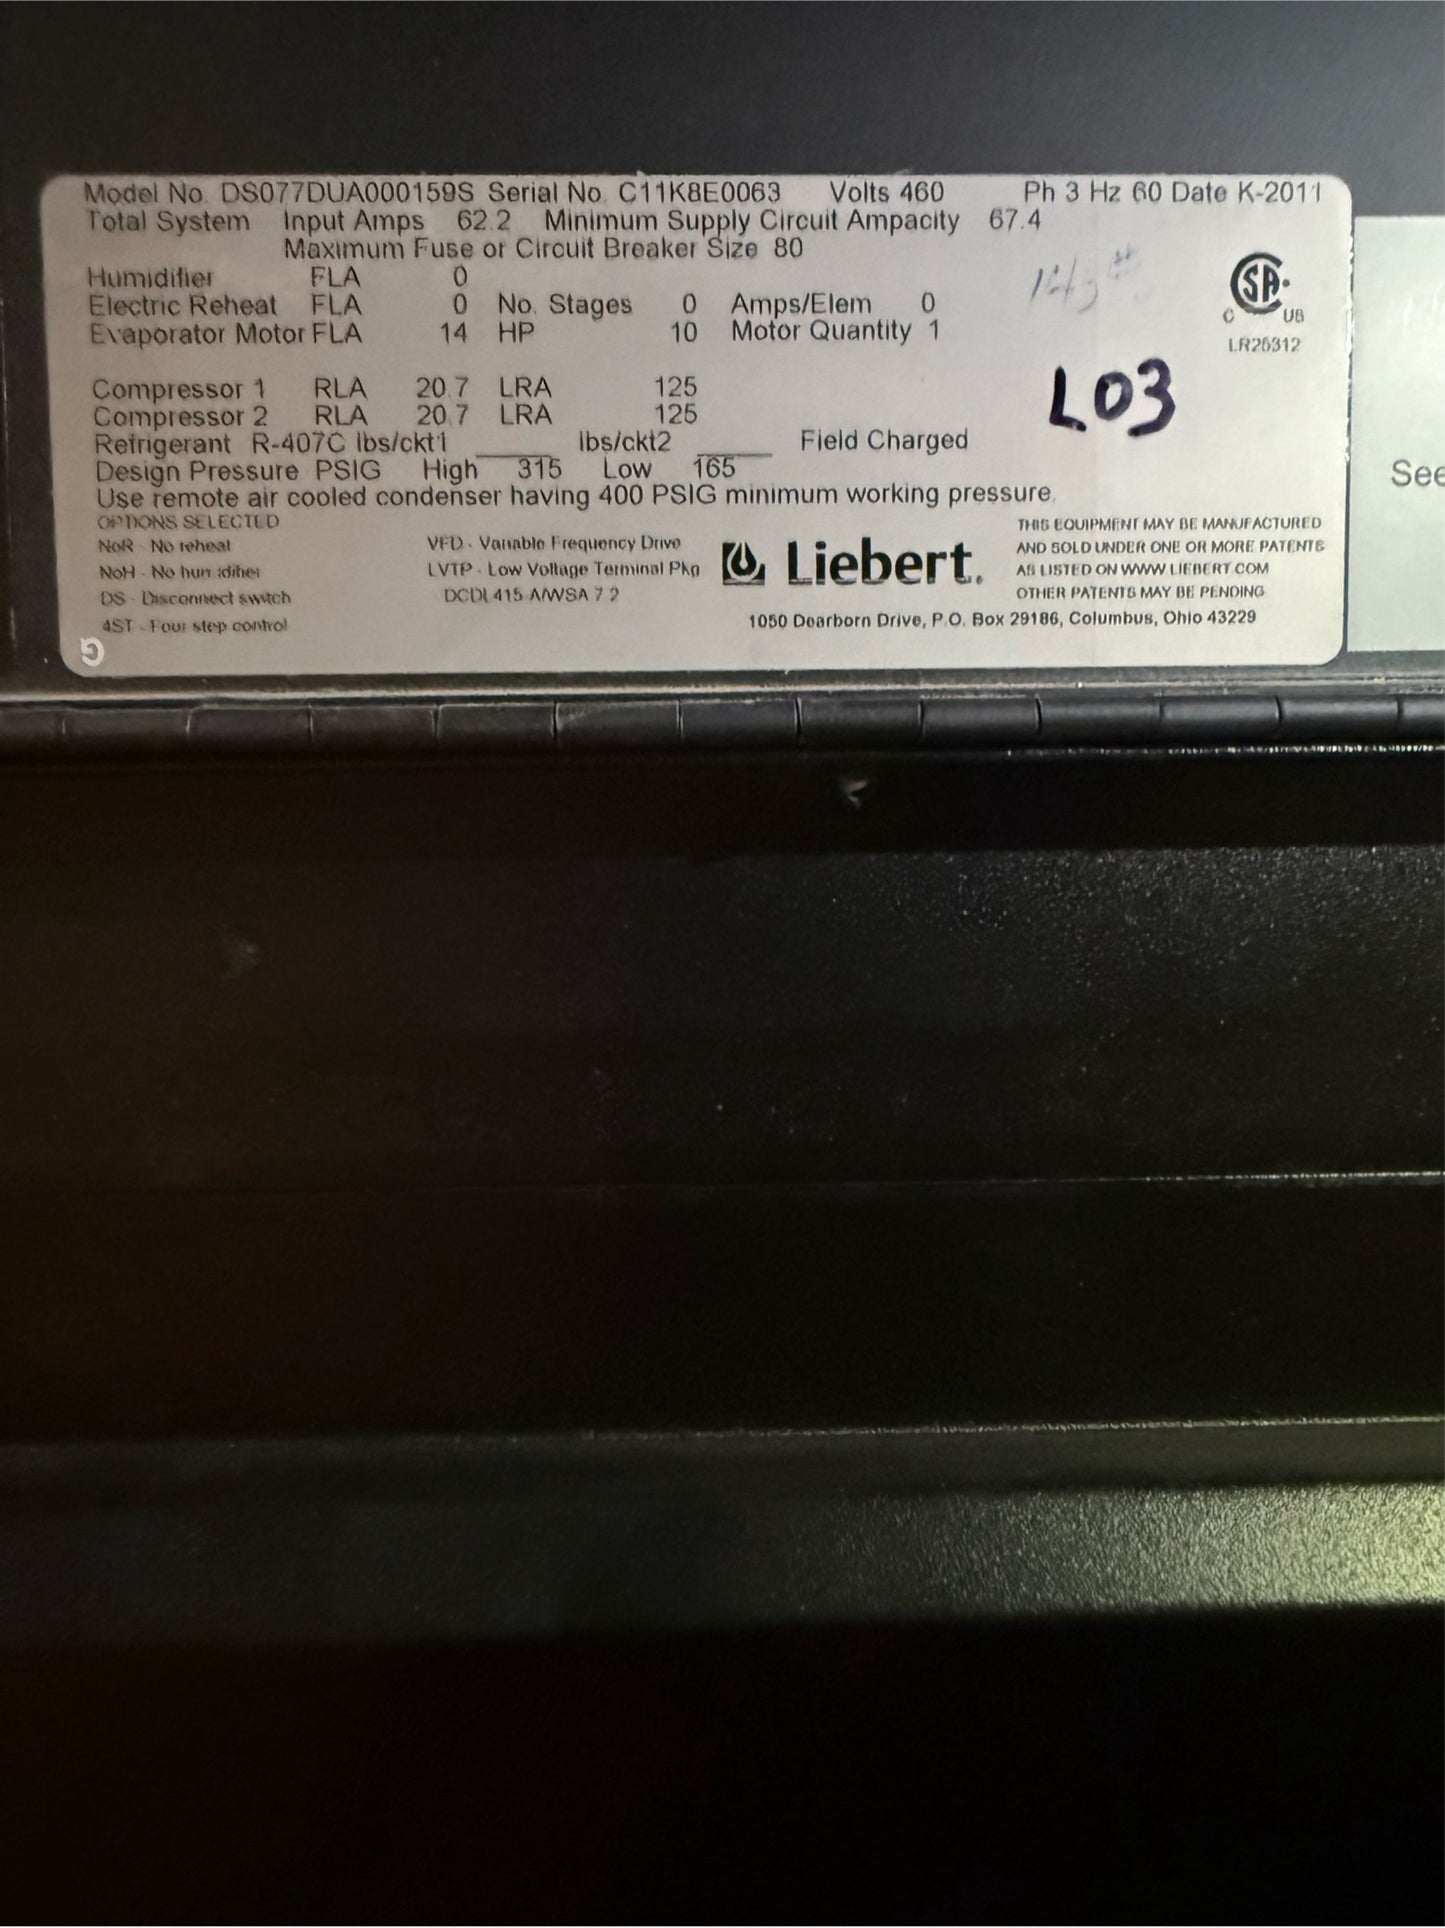 Model No. DS077DUA000159S Serial No. C11K8E0063 Volts 460 Ph 3 Hz 60 Date K-2011
Total System Input Amps 62.2 Minimum Supply Circuit Ampacity 67.4
Maximum Fuse or Circuit Breaker Size 80
Humidifier FLA 0
Electric Reheat FLA 0 No. Stages 0 Amps/Elem 0
Evaporator Motor FLA 14 HP 10 Motor Quantity 1
Compressor 1 RLA 20.7 LRA 125
Compressor 2 RLA 20.7 LRA 125
Refrigerant R-407C lbs/ckt1 lbs/ckt2 Field Charged
Design Pressure PSIG High 315 Low 165
Use remote air cooled condenser having 400 PSIG minimum working pressure.
L03
SA
C US
LR26312
See
OPTIONS SELECTED
NoR - No reheat
NoH - No humidifier
DS - Disconnect switch
4ST - Four step control
VFD - Variable Frequency Drive
LVTP - Low Voltage Terminal Pkg
DCDL415-A/WSA 7.2
Liebert.
THIS EQUIPMENT MAY BE MANUFACTURED
AND SOLD UNDER ONE OR MORE PATENTS
AS LISTED ON WWW.LIEBERT.COM
OTHER PATENTS MAY BE PENDING
1050 Dearborn Drive, P.O. Box 29186, Columbus, Ohio 43229
G